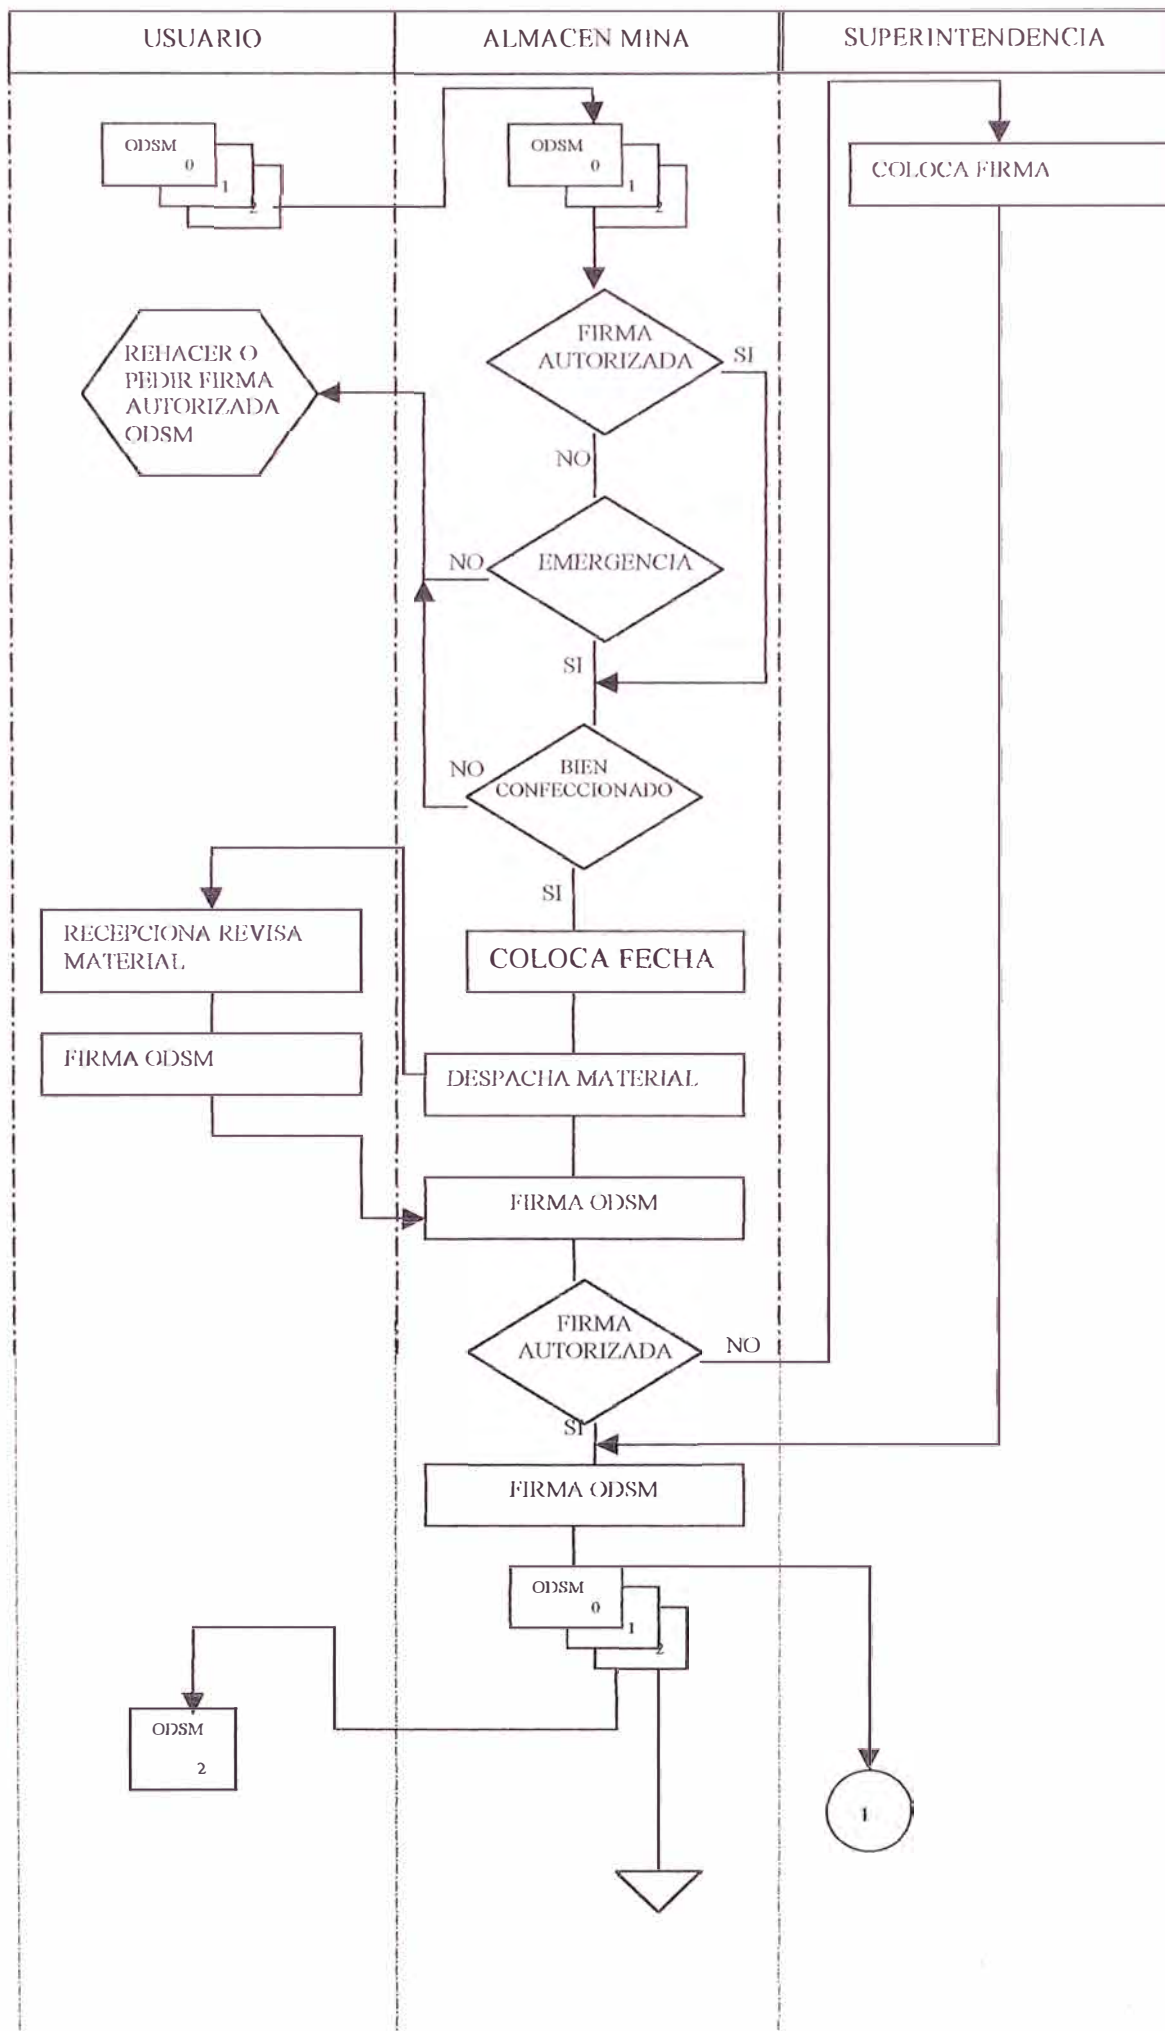 USUARIO
ALMACEN MINA
SUPERINTENDENCIA
ODSM
0
1
2
ODSM
0
1
2
COLOCA FIRMA
FIRMA
AUTORIZADA
SI
REHACER O
PEDIR FIRMA
AUTORIZADA
ODSM
NO
EMERGENCIA
NO
SI
BIEN
CONFECCIONADO
NO
SI
RECEPCIONA REVISA
MATERIAL
COLOCA FECHA
FIRMA ODSM
DESPACHA MATERIAL
FIRMA ODSM
FIRMA
AUTORIZADA
NO
SI
FIRMA ODSM
ODSM
0
1
2
ODSM
2
1